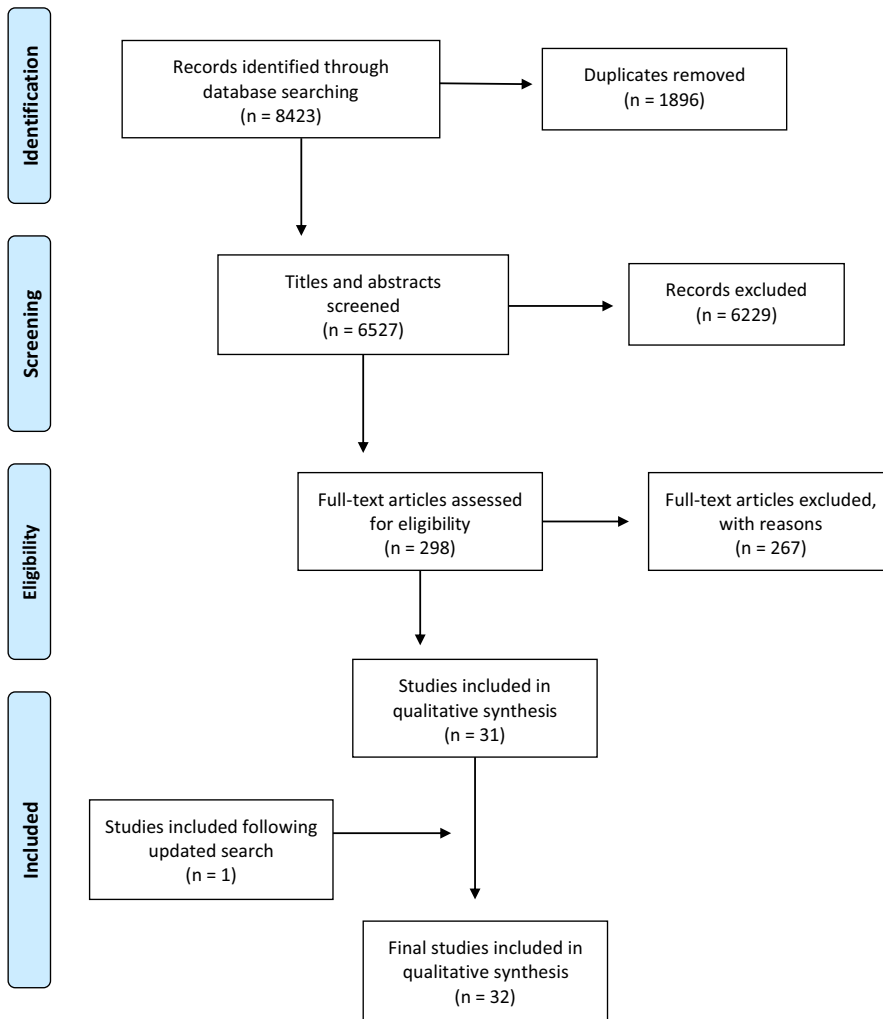 Identification
Records identified through
database searching
(n = 8423)
Duplicates removed
(n = 1896)
Screening
Titles and abstracts
screened
(n = 6527)
Records excluded
(n = 6229)
Eligibility
Full-text articles assessed
for eligibility
(n = 298)
Full-text articles excluded,
with reasons
(n = 267)
Included
Studies included in
qualitative synthesis
(n = 31)
Studies included following
updated search
(n = 1)
Final studies included in
qualitative synthesis
(n = 32)